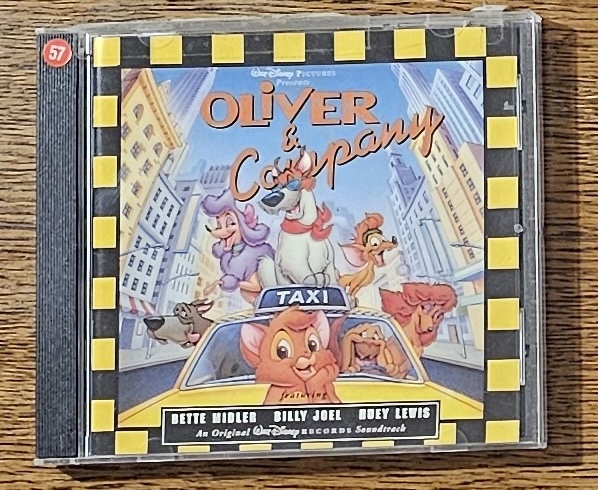 57
Walt Disney PICTURES
Presents
OLiVER
&
Company
TAXI
featuring
BETTE MIDLER BILLY JOEL HUEY LEWIS
An Original Walt Disney RECORDS Soundtrack